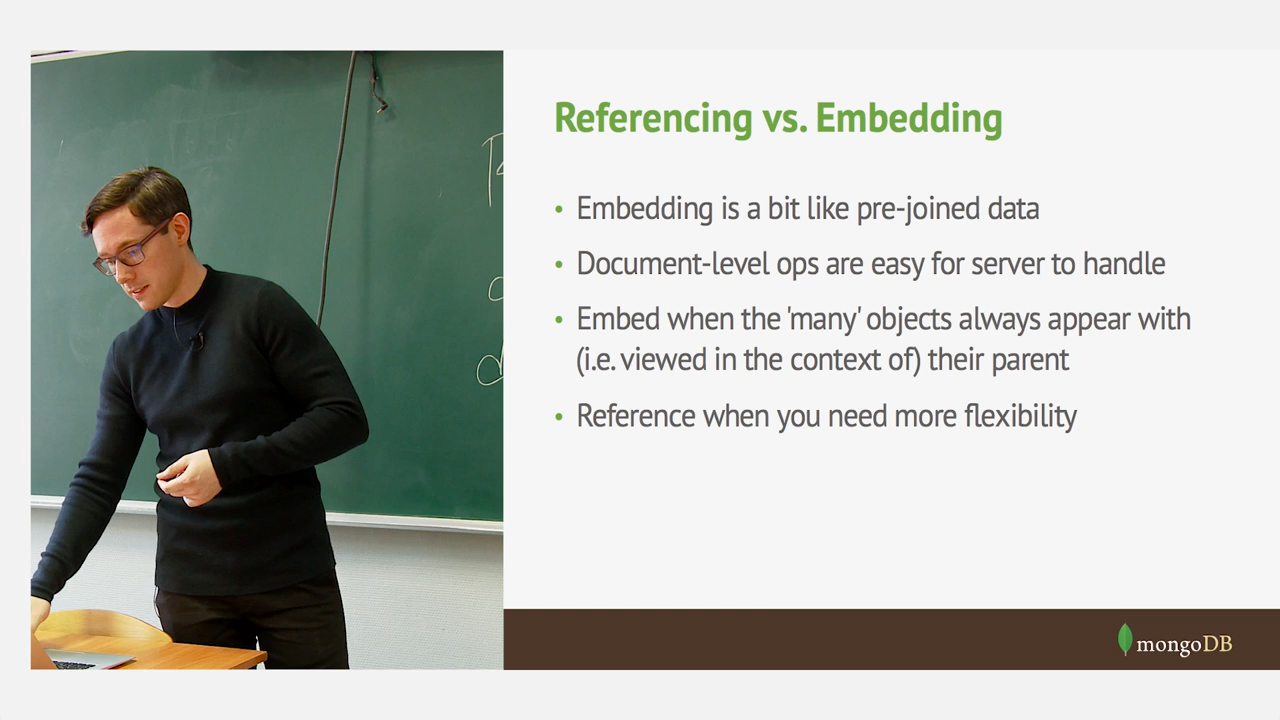 Referencing vs. Embedding
• Embedding is a bit like pre-joined data
• Document-level ops are easy for server to handle
• Embed when the 'many' objects always appear with
(i.e. viewed in the context of) their parent
• Reference when you need more flexibility
mongoDB